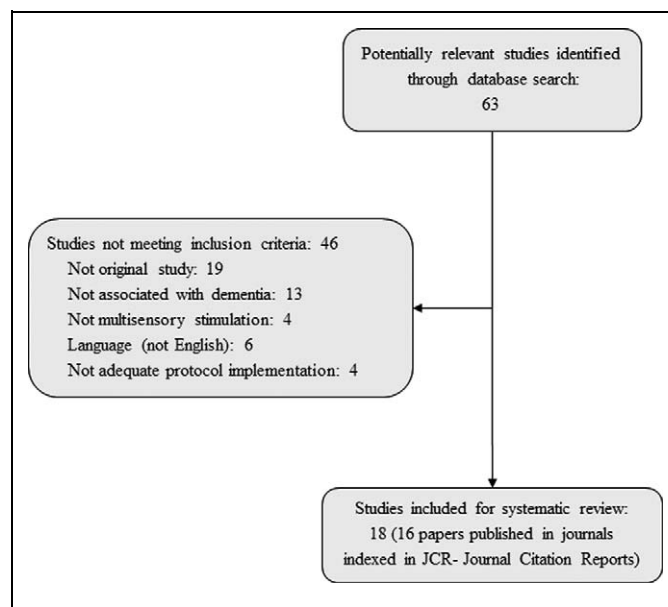 Potentially relevant studies identified
through database search:
63
Studies not meeting inclusion criteria: 46
Not original study: 19
Not associated with dementia: 13
Not multisensory stimulation: 4
Language (not English): 6
Not adequate protocol implementation: 4
Studies included for systematic review:
18 (16 papers published in journals
indexed in JCR- Journal Citation Reports)